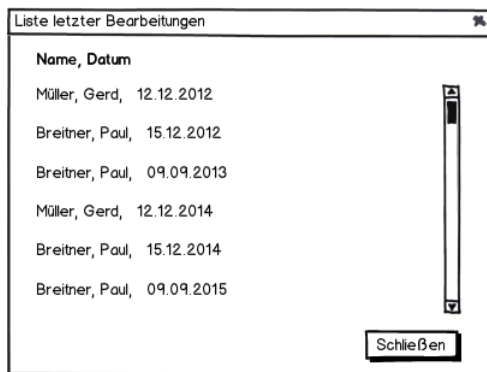 Liste letzter Bearbeitungen
Name, Datum
Müller, Gerd, 12.12.2012
Breitner, Paul, 15.12.2012
Breitner, Paul, 09.09.2013
Müller, Gerd, 12.12.2014
Breitner, Paul, 15.12.2014
Breitner, Paul, 09.09.2015
Schließen